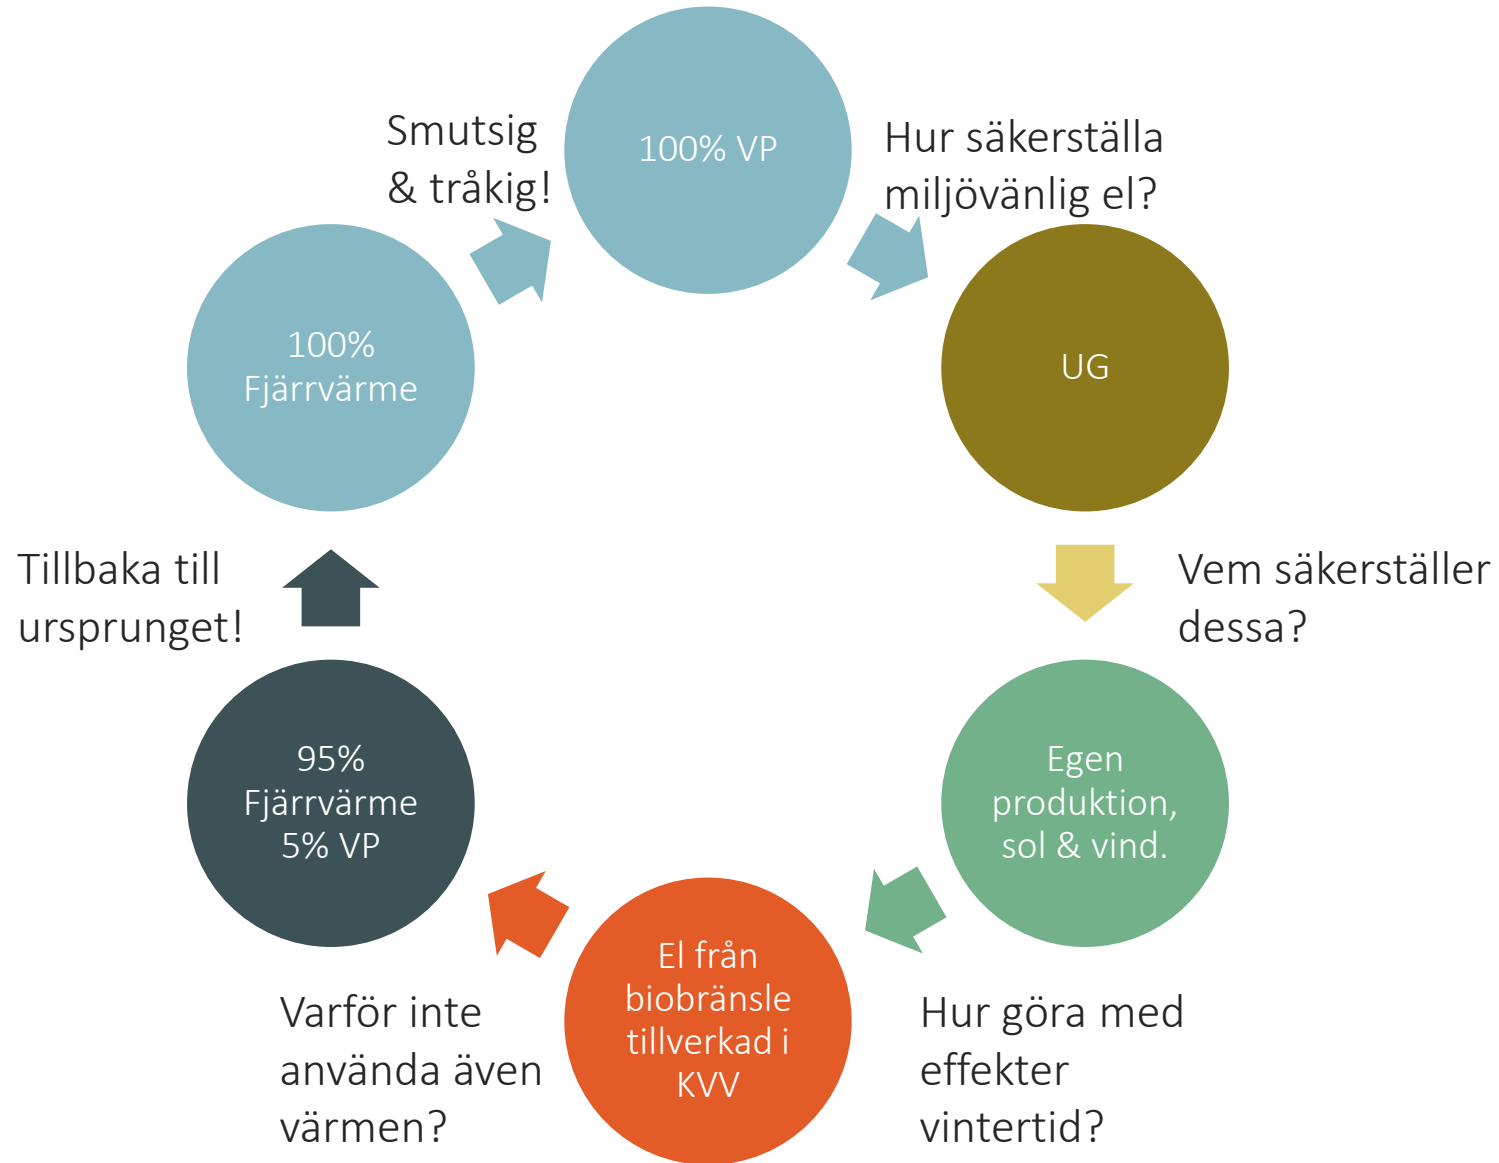 Smutsig
& tråkig!
100% VP
Hur säkerställa
miljövänlig el?
UG
Vem säkerställer
dessa?
Egen
produktion,
sol & vind.
Hur göra med
effekter
vintertid?
El från
biobränsle
tillverkad i
KVV
Varför inte
använda även
värmen?
95%
Fjärrvärme
5% VP
Tillbaka till
ursprunget!
100%
Fjärrvärme